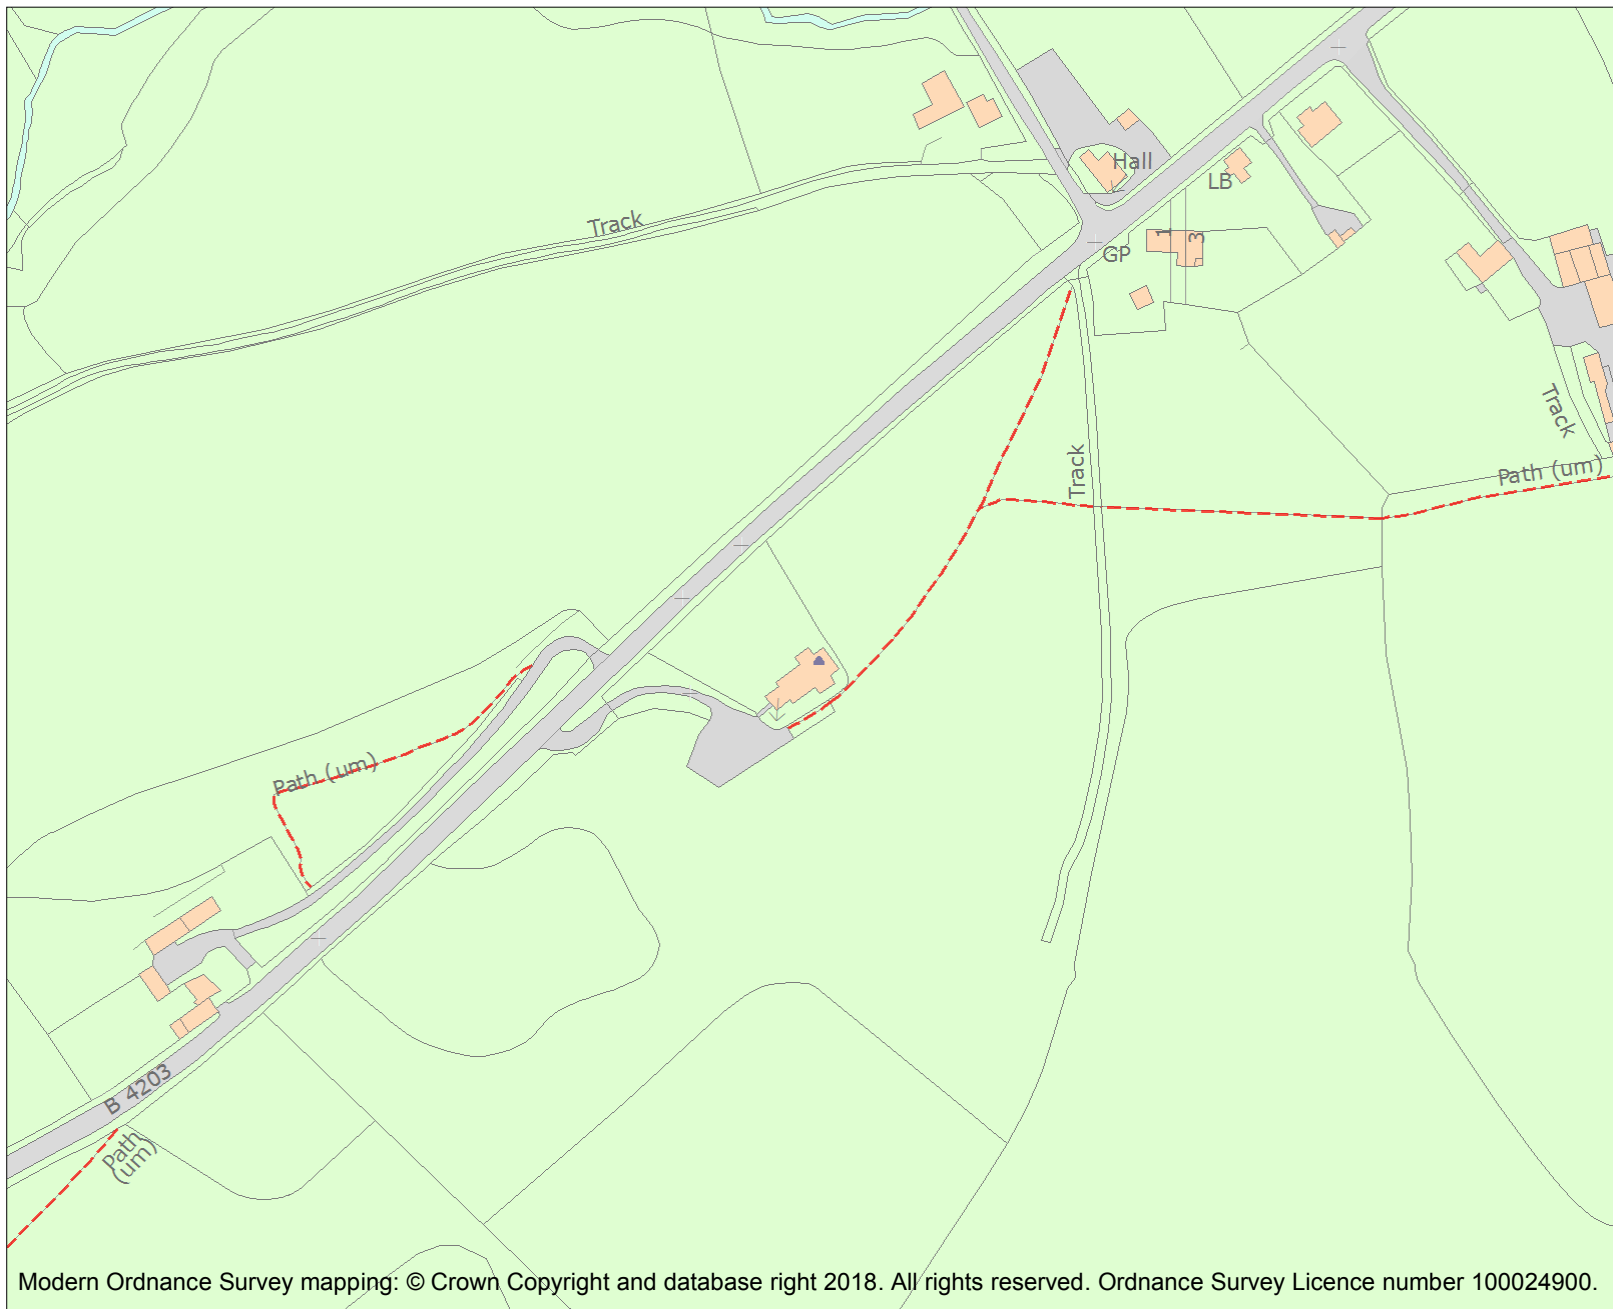 Hall
LB
Track
1
3
GP
Track
Track
Path (um)
Path (um)
B 4203
Path
(um)
Modern Ordnance Survey mapping: © Crown Copyright and database right 2018. All rights reserved. Ordnance Survey Licence number 100024900.